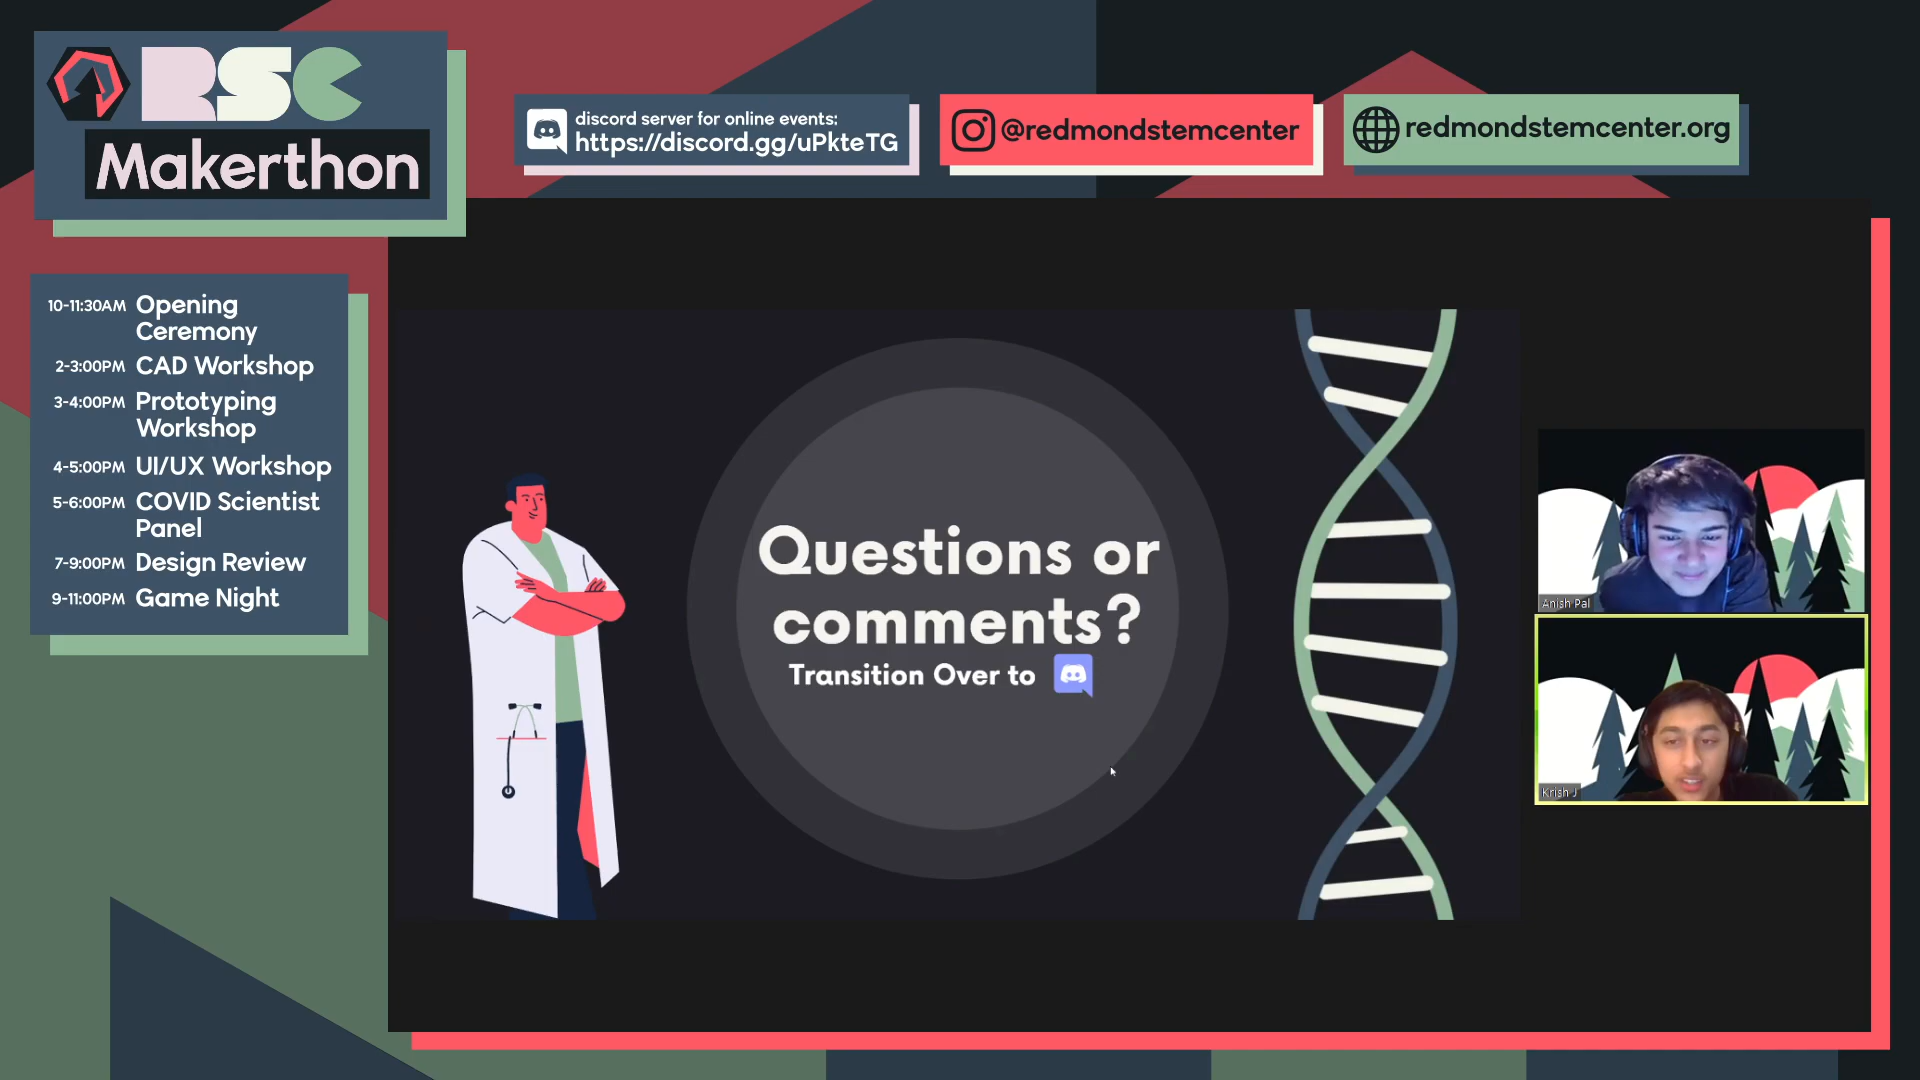 RSC
Makerthon
discord server for online events:
https://discord.gg/uPkteTG
@redmondstemcenter
redmondstemcenter.org
10-11:30AM Opening
Ceremony
2-3:00PM CAD Workshop
3-4:00PM Prototyping
Workshop
4-5:00PM UI/UX Workshop
5-6:00PM COVID Scientist
Panel
7-9:00PM Design Review
9-11:00PM Game Night
Questions or
comments?
Transition Over to
Anish Pal
Krish J